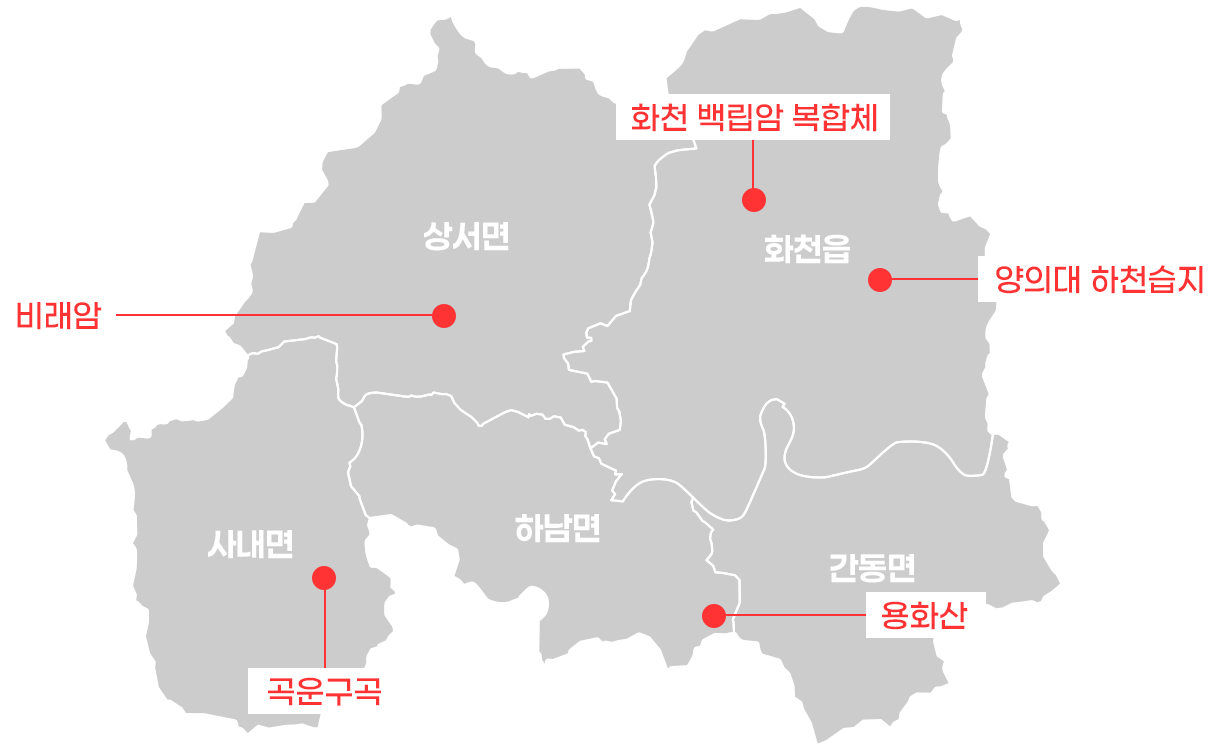 화천 백립암 복합체
상서면
화천읍
양의대 하천습지
비래암
하남면
사내면
간동면
용화산
곡운구곡